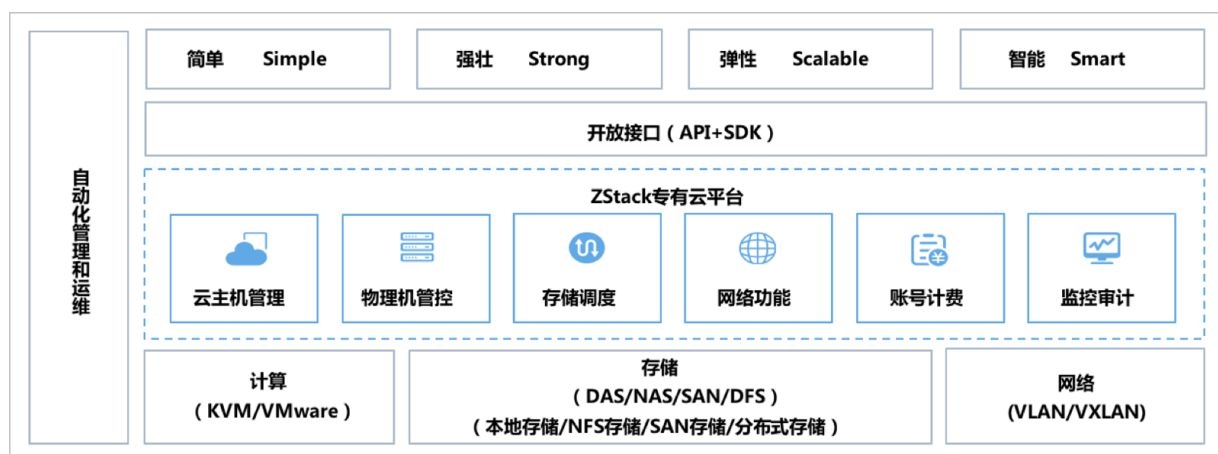 自动化管理和运维
简单 Simple
强壮 Strong
弹性 Scalable
智能 Smart
开放接口（API+SDK）
ZStack专有云平台
云主机管理
物理机管控
存储调度
网络功能
账号计费
监控审计
计算
（KVM/VMware）
存储
（DAS/NAS/SAN/DFS）
（本地存储/NFS存储/SAN存储/分布式存储）
网络
(VLAN/VXLAN)